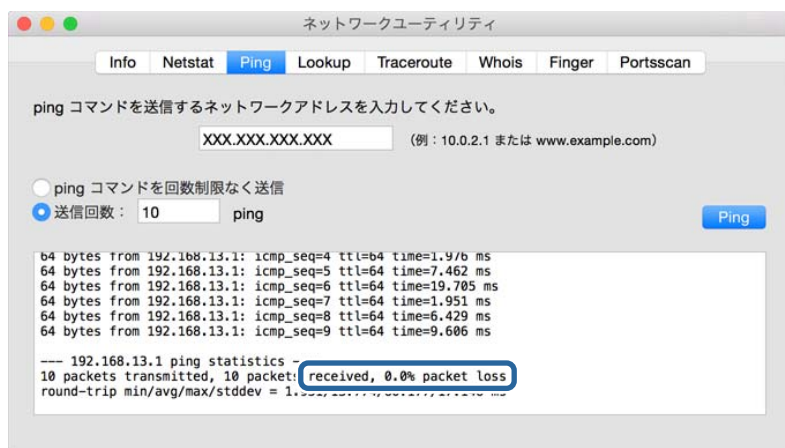 ネットワークユーティリティ
Info Netstat Ping Lookup Traceroute Whois Finger Portsscan
ping コマンドを送信するネットワークアドレスを入力してください。
XXX.XXX.XXX.XXX （例：10.0.2.1 または www.example.com）
ping コマンドを回数制限なく送信
送信回数： 10 ping
Ping
64 bytes from 192.168.13.1: icmp_seq=4 ttl=64 time=1.976 ms
64 bytes from 192.168.13.1: icmp_seq=5 ttl=64 time=7.462 ms
64 bytes from 192.168.13.1: icmp_seq=6 ttl=64 time=19.705 ms
64 bytes from 192.168.13.1: icmp_seq=7 ttl=64 time=1.951 ms
64 bytes from 192.168.13.1: icmp_seq=8 ttl=64 time=6.429 ms
64 bytes from 192.168.13.1: icmp_seq=9 ttl=64 time=9.606 ms
--- 192.168.13.1 ping statistics -
10 packets transmitted, 10 packet received, 0.0% packet loss
round-trip min/avg/max/stddev = ms